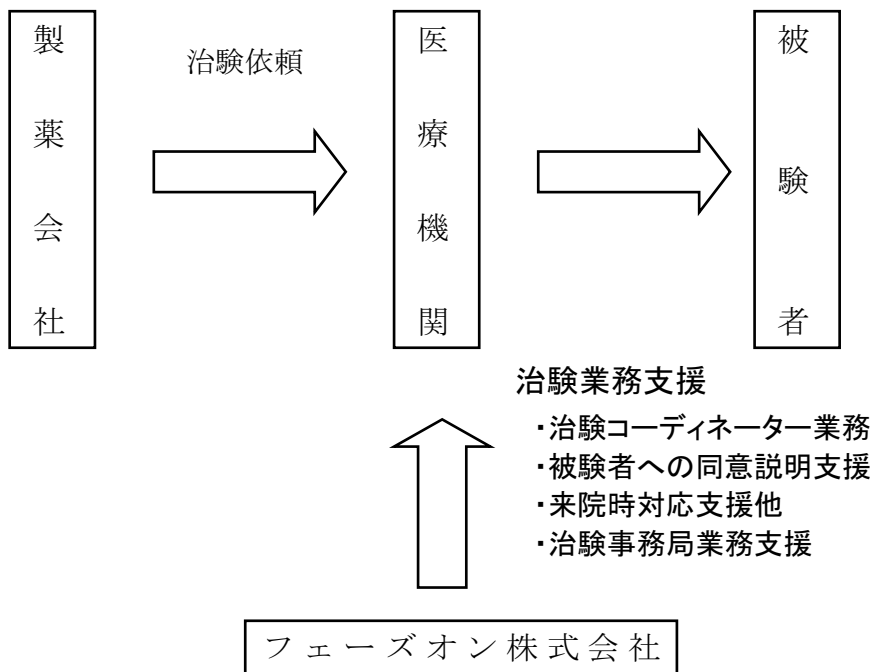 製薬会社
治験依頼
医療機関
被験者
治験業務支援
・治験コーディネーター業務
・被験者への同意説明支援
・来院時対応支援他
・治験事務局業務支援
フェーズオン株式会社